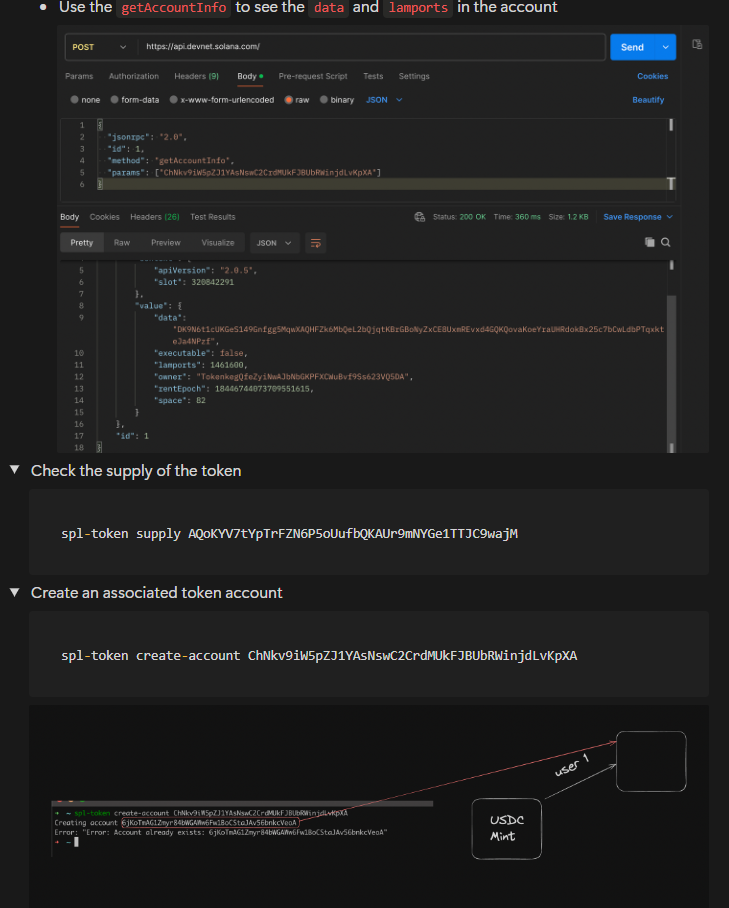 Use the getAccountInfo to see the data and lamports in the account
POST https://api.devnet.solana.com/ Send
Params Authorization Headers (9) Body Pre-request Script Tests Settings Cookies
none form-data x-www-form-urlencoded raw binary JSON Beautify
1 {
2 "jsonrpc": "2.0",
3 "id": 1,
4 "method": "getAccountInfo",
5 "params": ["ChNkv9iW5pZJ1YAsNswC2CrdMUkFJBUbRWinjdLvKpXA"]
6 }
Body Cookies Headers (26) Test Results Status: 200 OK Time: 360 ms Size: 1.2 KB Save Response
Pretty Raw Preview Visualize JSON
5 "apiVersion": "2.0.5",
6 "slot": 320842291
7 },
8 "value": {
9 "data":
10 "executable": false,
11 "lamports": 1461600,
12 "owner": "TokenkegQfeZyiNwAJbNbGKPFXCWuBvf9Ss623VQ5DA",
13 "rentEpoch": 18446744073709551615,
14 "space": 82
15 }
16 },
17 "id": 1
18 }
Check the supply of the token
spl-token supply AQoKYV7tYpTrFZN6P5oUufbQKAUr9mNYGe1TTJC9wajM
Create an associated token account
spl-token create-account ChNkv9iW5pZJ1YAsNswC2CrdMUkFJBUbRWinjdLvKpXA
user 1
→ ~ spl-token create-account ChNkv9iW5pZJ1YAsNswC2CrdMUkFJBUbRWinjdLvKpXA
Creating account
Error: "Error: Account already exists:
→ ~
USDC
Mint